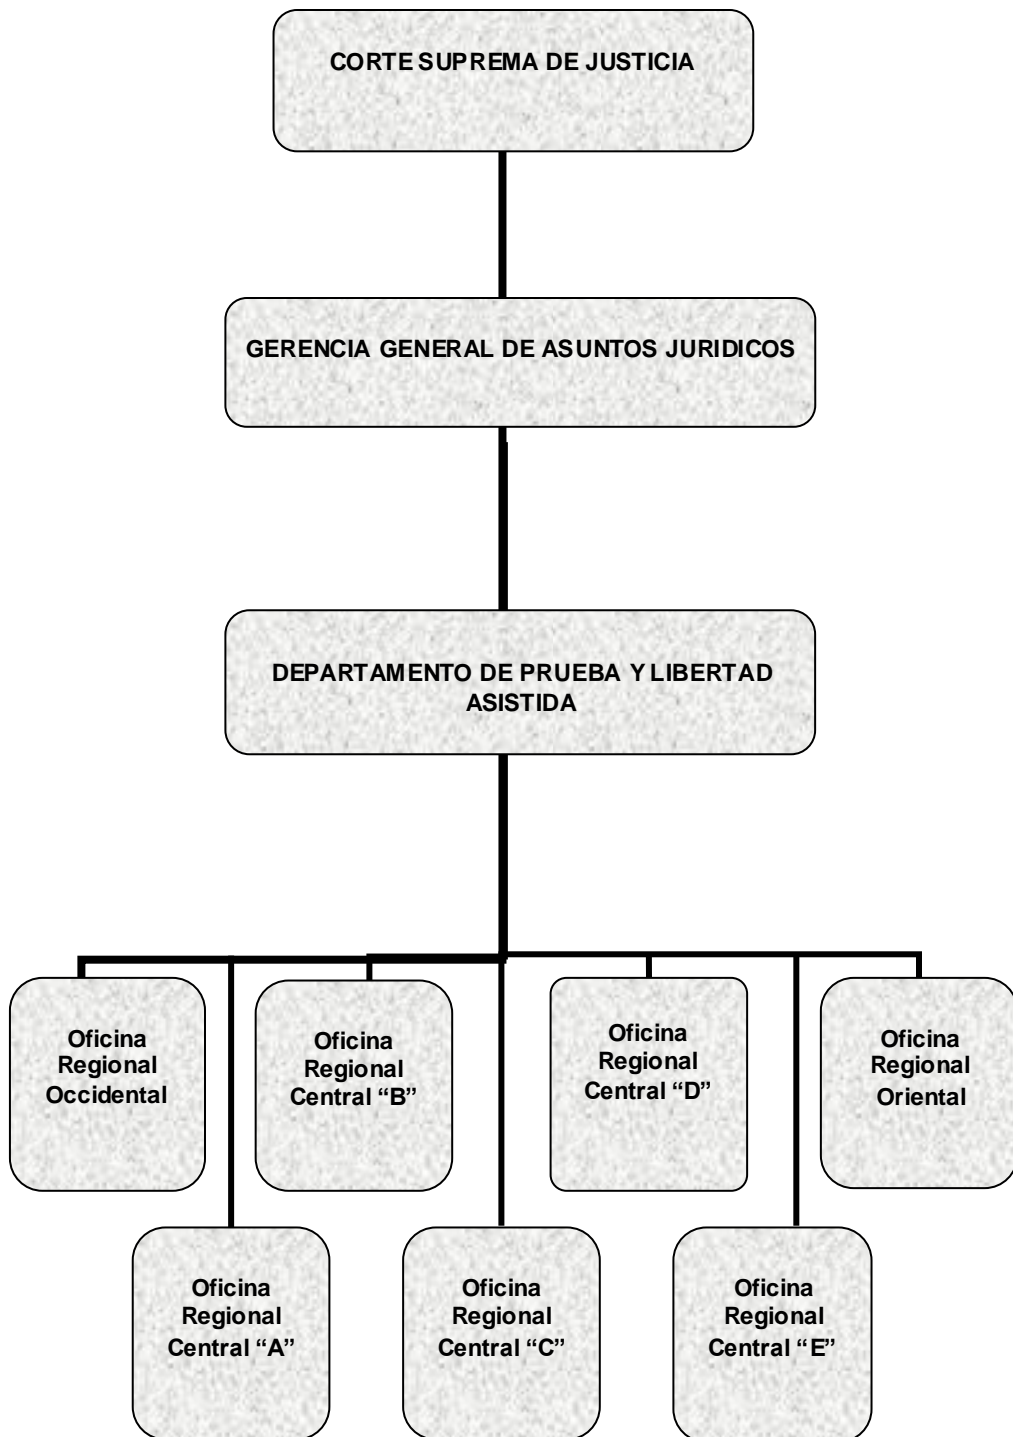 CORTE SUPREMA DE JUSTICIA
GERENCIA GENERAL DE ASUNTOS JURIDICOS
DEPARTAMENTO DE PRUEBA Y LIBERTAD
ASISTIDA
Oficina
Regional
Occidental
Oficina
Regional
Central “B”
Oficina
Regional
Central “D”
Oficina
Regional
Oriental
Oficina
Regional
Central “A”
Oficina
Regional
Central “C”
Oficina
Regional
Central “E”